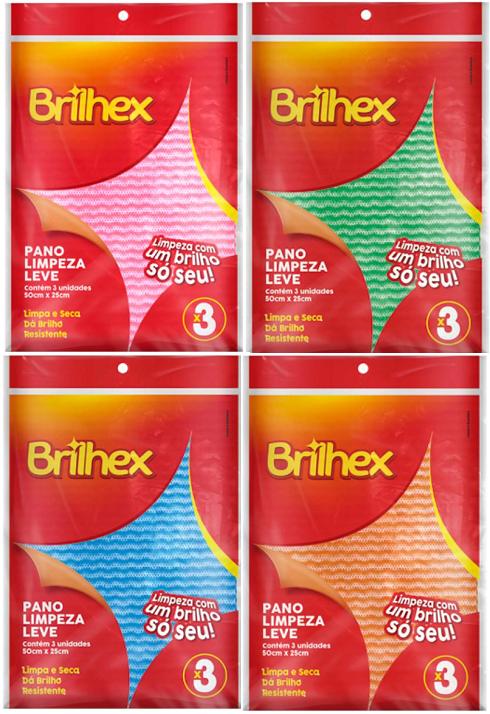 Brilhex
PANO
LIMPEZA
LEVE
Contém 3 unidades
50cm x 25cm
Limpa e Seca
Dá Brilho
Resistente
Limpeza com
um brilho
só seu!
x3
Brilhex
PANO
LIMPEZA
LEVE
Contém 3 unidades
50cm x 25cm
Limpa e Seca
Dá Brilho
Resistente
Limpeza com
um brilho
só seu!
x3
Brilhex
PANO
LIMPEZA
LEVE
Contém 3 unidades
50cm x 25cm
Limpa e Seca
Dá Brilho
Resistente
Limpeza com
um brilho
só seu!
x3
Brilhex
PANO
LIMPEZA
LEVE
Contém 3 unidades
50cm x 25cm
Limpa e Seca
Dá Brilho
Resistente
Limpeza com
um brilho
só seu!
x3